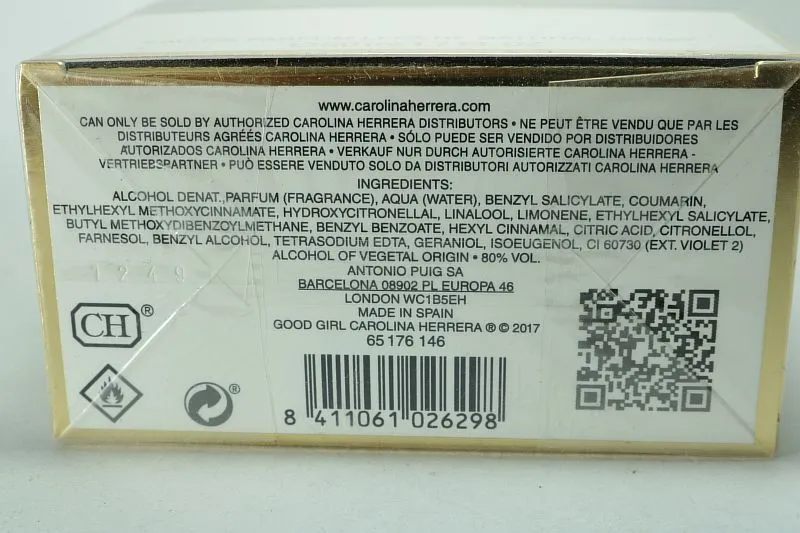 www.carolinaherrera.com
CAN ONLY BE SOLD BY AUTHORIZED CAROLINA HERRERA DISTRIBUTORS • NE PEUT ÊTRE VENDU QUE PAR LES
DISTRIBUTEURS AGRÉÉS CAROLINA HERRERA • SÓLO PUEDE SER VENDIDO POR DISTRIBUIDORES
AUTORIZADOS CAROLINA HERRERA • VERKAUF NUR DURCH AUTORISIERTE CAROLINA HERRERA -
VERTRIEBSPARTNER • PUÒ ESSERE VENDUTO SOLO DA DISTRIBUTORI AUTORIZZATI CAROLINA HERRERA
INGREDIENTS:
ALCOHOL DENAT., PARFUM (FRAGRANCE), AQUA (WATER), BENZYL SALICYLATE, COUMARIN,
ETHYLHEXYL METHOXYCINNAMATE, HYDROXYCITRONELLAL, LINALOOL, LIMONENE, ETHYLHEXYL SALICYLATE,
BUTYL METHOXYDIBENZOYLMETHANE, BENZYL BENZOATE, HEXYL CINNAMAL, CITRIC ACID, CITRONELLOL,
FARNESOL, BENZYL ALCOHOL, TETRASODIUM EDTA, GERANIOL, ISOEUGENOL, CI 60730 (EXT. VIOLET 2)
ALCOHOL OF VEGETAL ORIGIN • 80% VOL.
ANTONIO PUIG SA
BARCELONA 08902 PL EUROPA 46
LONDON WC1B5EH
MADE IN SPAIN
GOOD GIRL CAROLINA HERRERA ® © 2017
65 176 146
1249
CH®
®
8 411061 026298